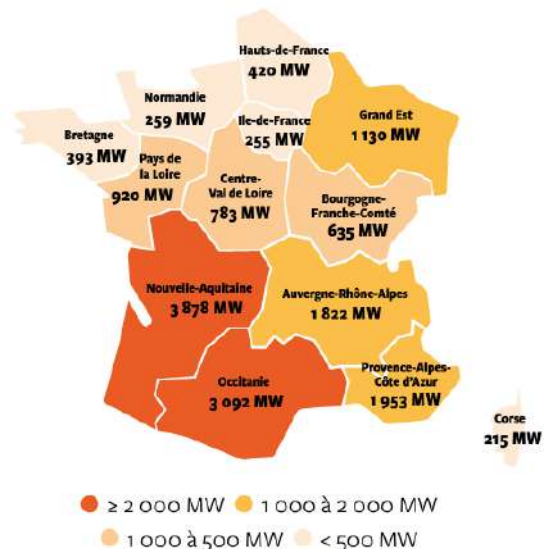 Hauts-de-France
420 MW
Normandie
259 MW
Ile-de-France
255 MW
Grand Est
1 130 MW
Bretagne
393 MW
Pays de
la Loire
920 MW
Centre-
Val de Loire
783 MW
Bourgogne-
Franche-Comté
635 MW
Nouvelle-Aquitaine
3 878 MW
Auvergne-Rhône-Alpes
1 822 MW
Occitanie
3 092 MW
Provence-Alpes-
Côte d'Azur
1 953 MW
Corse
215 MW
≥ 2 000 MW
1 000 à 2 000 MW
1 000 à 500 MW
< 500 MW